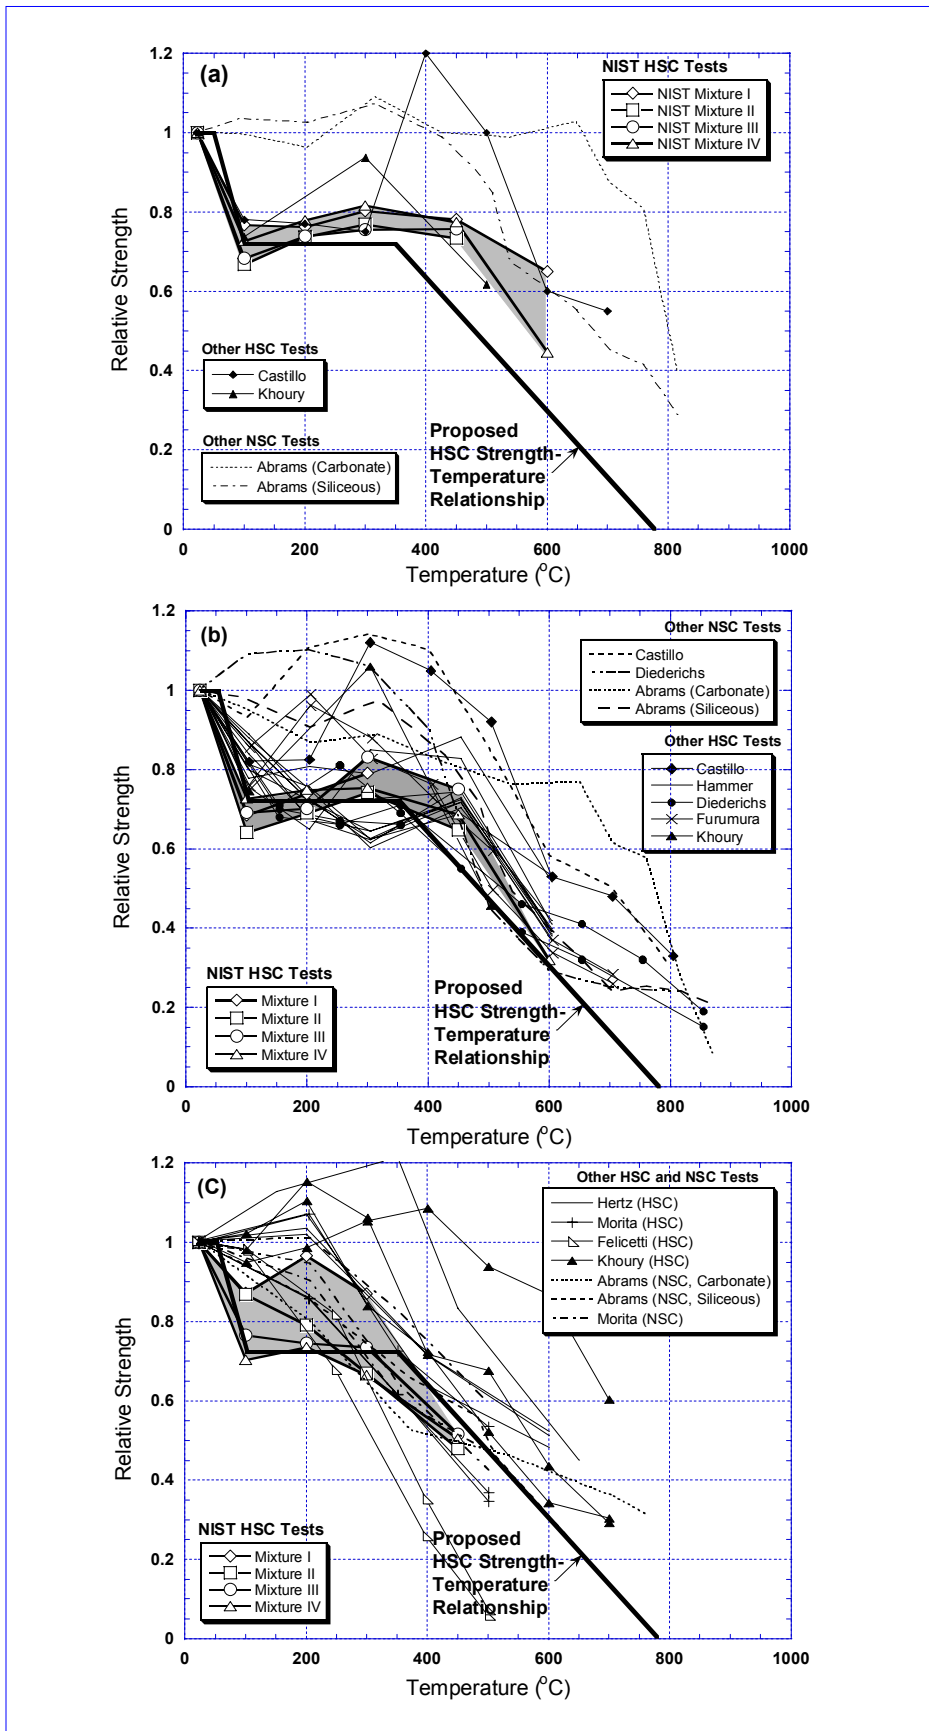 (a)
1.2
1
0.8
0.6
0.4
0.2
0
Relative Strength
NIST HSC Tests
NIST Mixture I
NIST Mixture II
NIST Mixture III
NIST Mixture IV
Other HSC Tests
Castillo
Khoury
Other NSC Tests
Abrams (Carbonate)
Abrams (Siliceous)
Proposed
HSC Strength-
Temperature
Relationship
0 200 400 600 800 1000
Temperature (°C)
(b)
1.2
1
0.8
0.6
0.4
0.2
0
Relative Strength
Other NSC Tests
Castillo
Diederichs
Abrams (Carbonate)
Abrams (Siliceous)
Other HSC Tests
Castillo
Hammer
Diederichs
Furumura
Khoury
NIST HSC Tests
Mixture I
Mixture II
Mixture III
Mixture IV
Proposed
HSC Strength-
Temperature
Relationship
0 200 400 600 800 1000
Temperature (°C)
(C)
1.2
1
0.8
0.6
0.4
0.2
0
Relative Strength
Other HSC and NSC Tests
Hertz (HSC)
Morita (HSC)
Felicetti (HSC)
Khoury (HSC)
Abrams (NSC, Carbonate)
Abrams (NSC, Siliceous)
Morita (NSC)
NIST HSC Tests
Mixture I
Mixture II
Mixture III
Mixture IV
Proposed
HSC Strength-
Temperature
Relationship
0 200 400 600 800 1000
Temperature (°C)